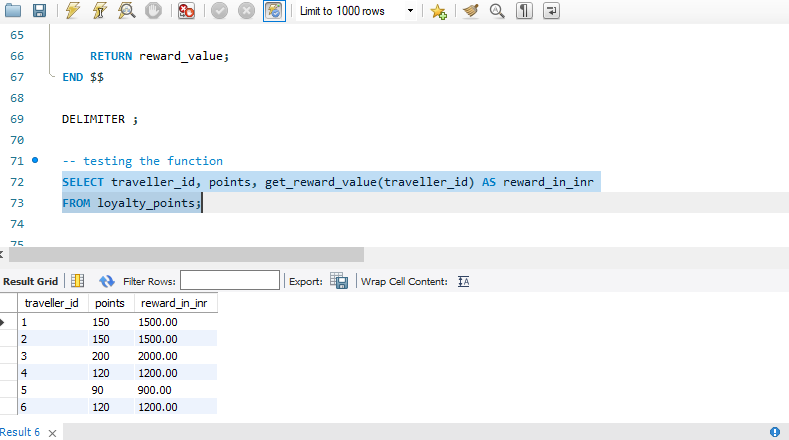 Limit to 1000 rows
65
66 RETURN reward_value;
67 END $$
68
69 DELIMITER ;
70
71 -- testing the function
72 SELECT traveller_id, points, get_reward_value(traveller_id) AS reward_in_inr
73 FROM loyalty_points;
74
75
Result Grid Filter Rows: Export: Wrap Cell Content: IA
traveller_id points reward_in_inr
1 150 1500.00
2 150 1500.00
3 200 2000.00
4 120 1200.00
5 90 900.00
6 120 1200.00
Result 6